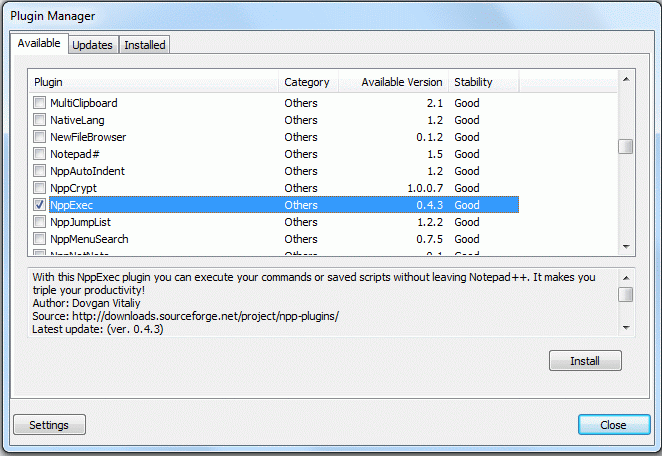 Plugin Manager
Available Updates Installed
Plugin Category Available Version Stability
MultiClipboard Others 2.1 Good
NativeLang Others 1.2 Good
NewFileBrowser Others 0.1.2 Good
Notepad# Others 1.5 Good
NppAutoIndent Others 1.2 Good
NppCrypt Others 1.0.0.7 Good
NppExec Others 0.4.3 Good
NppJumpList Others 1.2.2 Good
NppMenuSearch Others 0.7.5 Good
With this NppExec plugin you can execute your commands or saved scripts without leaving Notepad++. It makes you
triple your productivity!
Author: Dovgan Vitaliy
Source: http://downloads.sourceforge.net/project/npp-plugins/
Latest update: (ver. 0.4.3)
Install
Settings Close